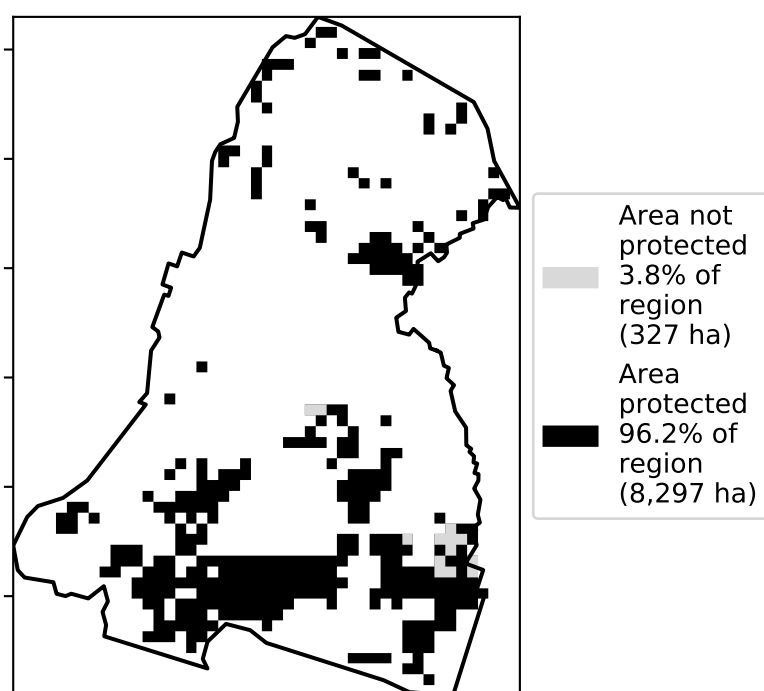 Area not
protected
3.8% of
region
(327 ha)
Area
protected
96.2% of
region
(8,297 ha)